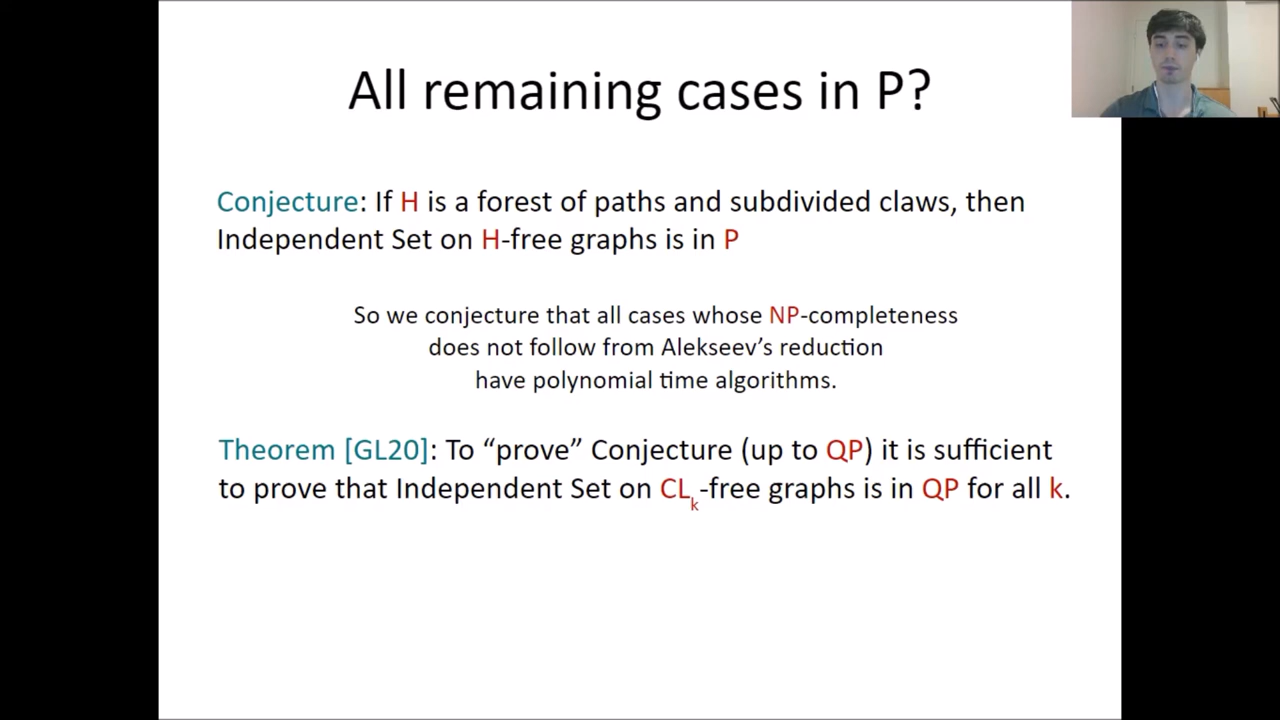 All remaining cases in P?
Conjecture: If H is a forest of paths and subdivided claws, then
Independent Set on H-free graphs is in P
So we conjecture that all cases whose NP-completeness
does not follow from Alekseev’s reduction
have polynomial time algorithms.
Theorem [GL20]: To “prove” Conjecture (up to QP) it is sufficient
to prove that Independent Set on CLk-free graphs is in QP for all k.